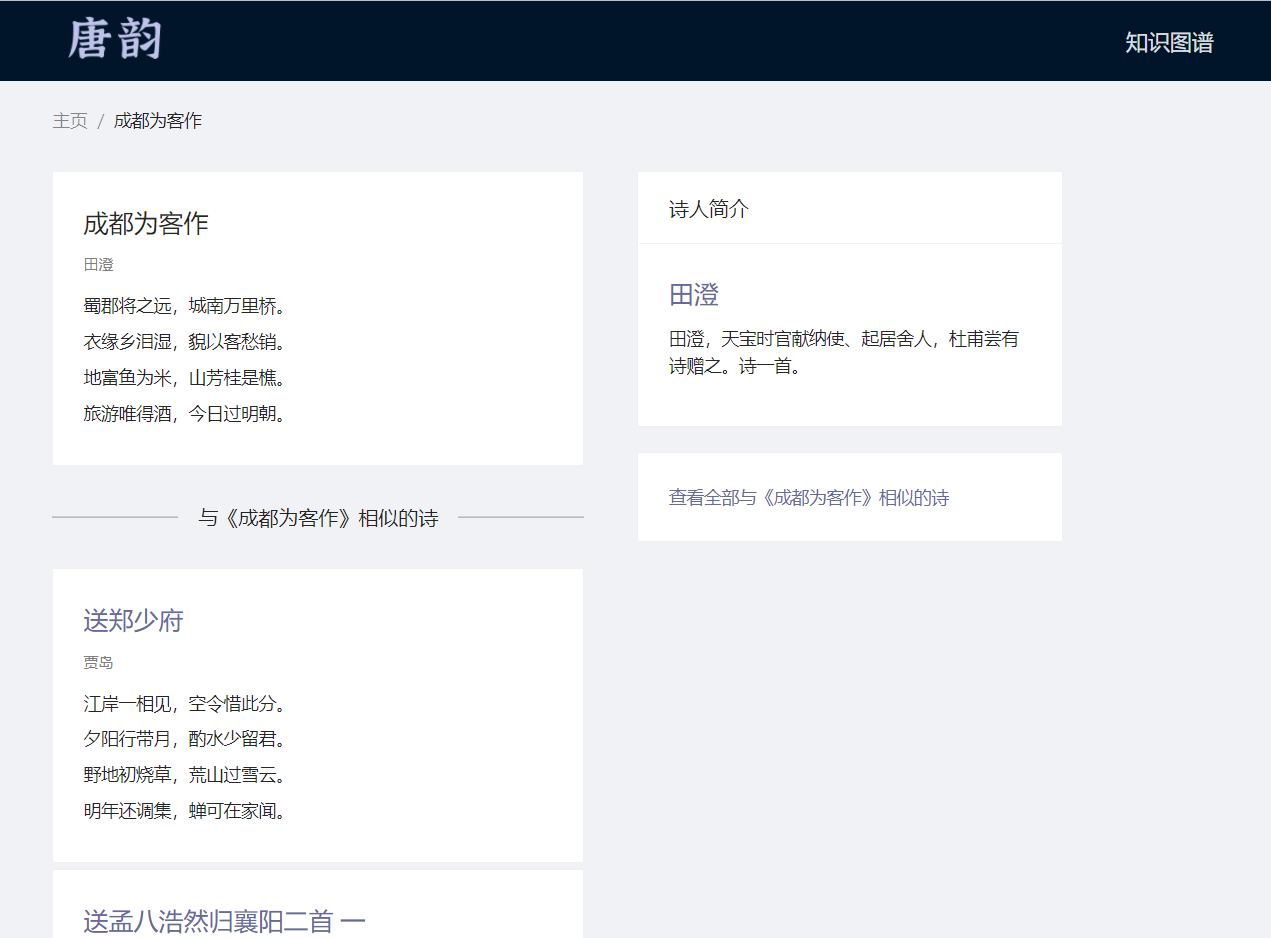 唐韵
知识图谱
主页 / 成都为客作
成都为客作
田澄
蜀郡将之远，城南万里桥。
衣缘乡泪湿，貌以客愁销。
地富鱼为米，山芳桂是樵。
旅游唯得酒，今日过明朝。
与《成都为客作》相似的诗
送郑少府
贾岛
江岸一相见，空令惜此分。
夕阳行带月，酌水少留君。
野地初烧草，荒山过雪云。
明年还调集，蝉可在家闻。
送孟八浩然归襄阳二首 一
诗人简介
田澄
田澄，天宝时官献纳使、起居舍人，杜甫尝有
诗赠之。诗一首。
查看全部与《成都为客作》相似的诗